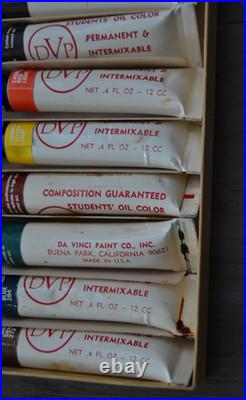 STUDENTS' OIL COLOR
DVP
PERMANENT &
INTERMIXABLE
INTERMIXABLE
NET .4 FL OZ - 12 CC
DVP
PERMANENT &
INTERMIXABLE
NET .4 FL OZ - 12 CC
COMPOSITION GUARANTEED
STUDENTS' OIL COLOR
DA VINCI PAINT CO., INC.
BUENA PARK, CALIFORNIA 90621
MADE IN U.S.A.
BLUE
DVP
INTERMIXABLE
NET .4 FL OZ - 12 CC
DVP
INTERMIXABLE
NET .4 FL OZ - 12 CC